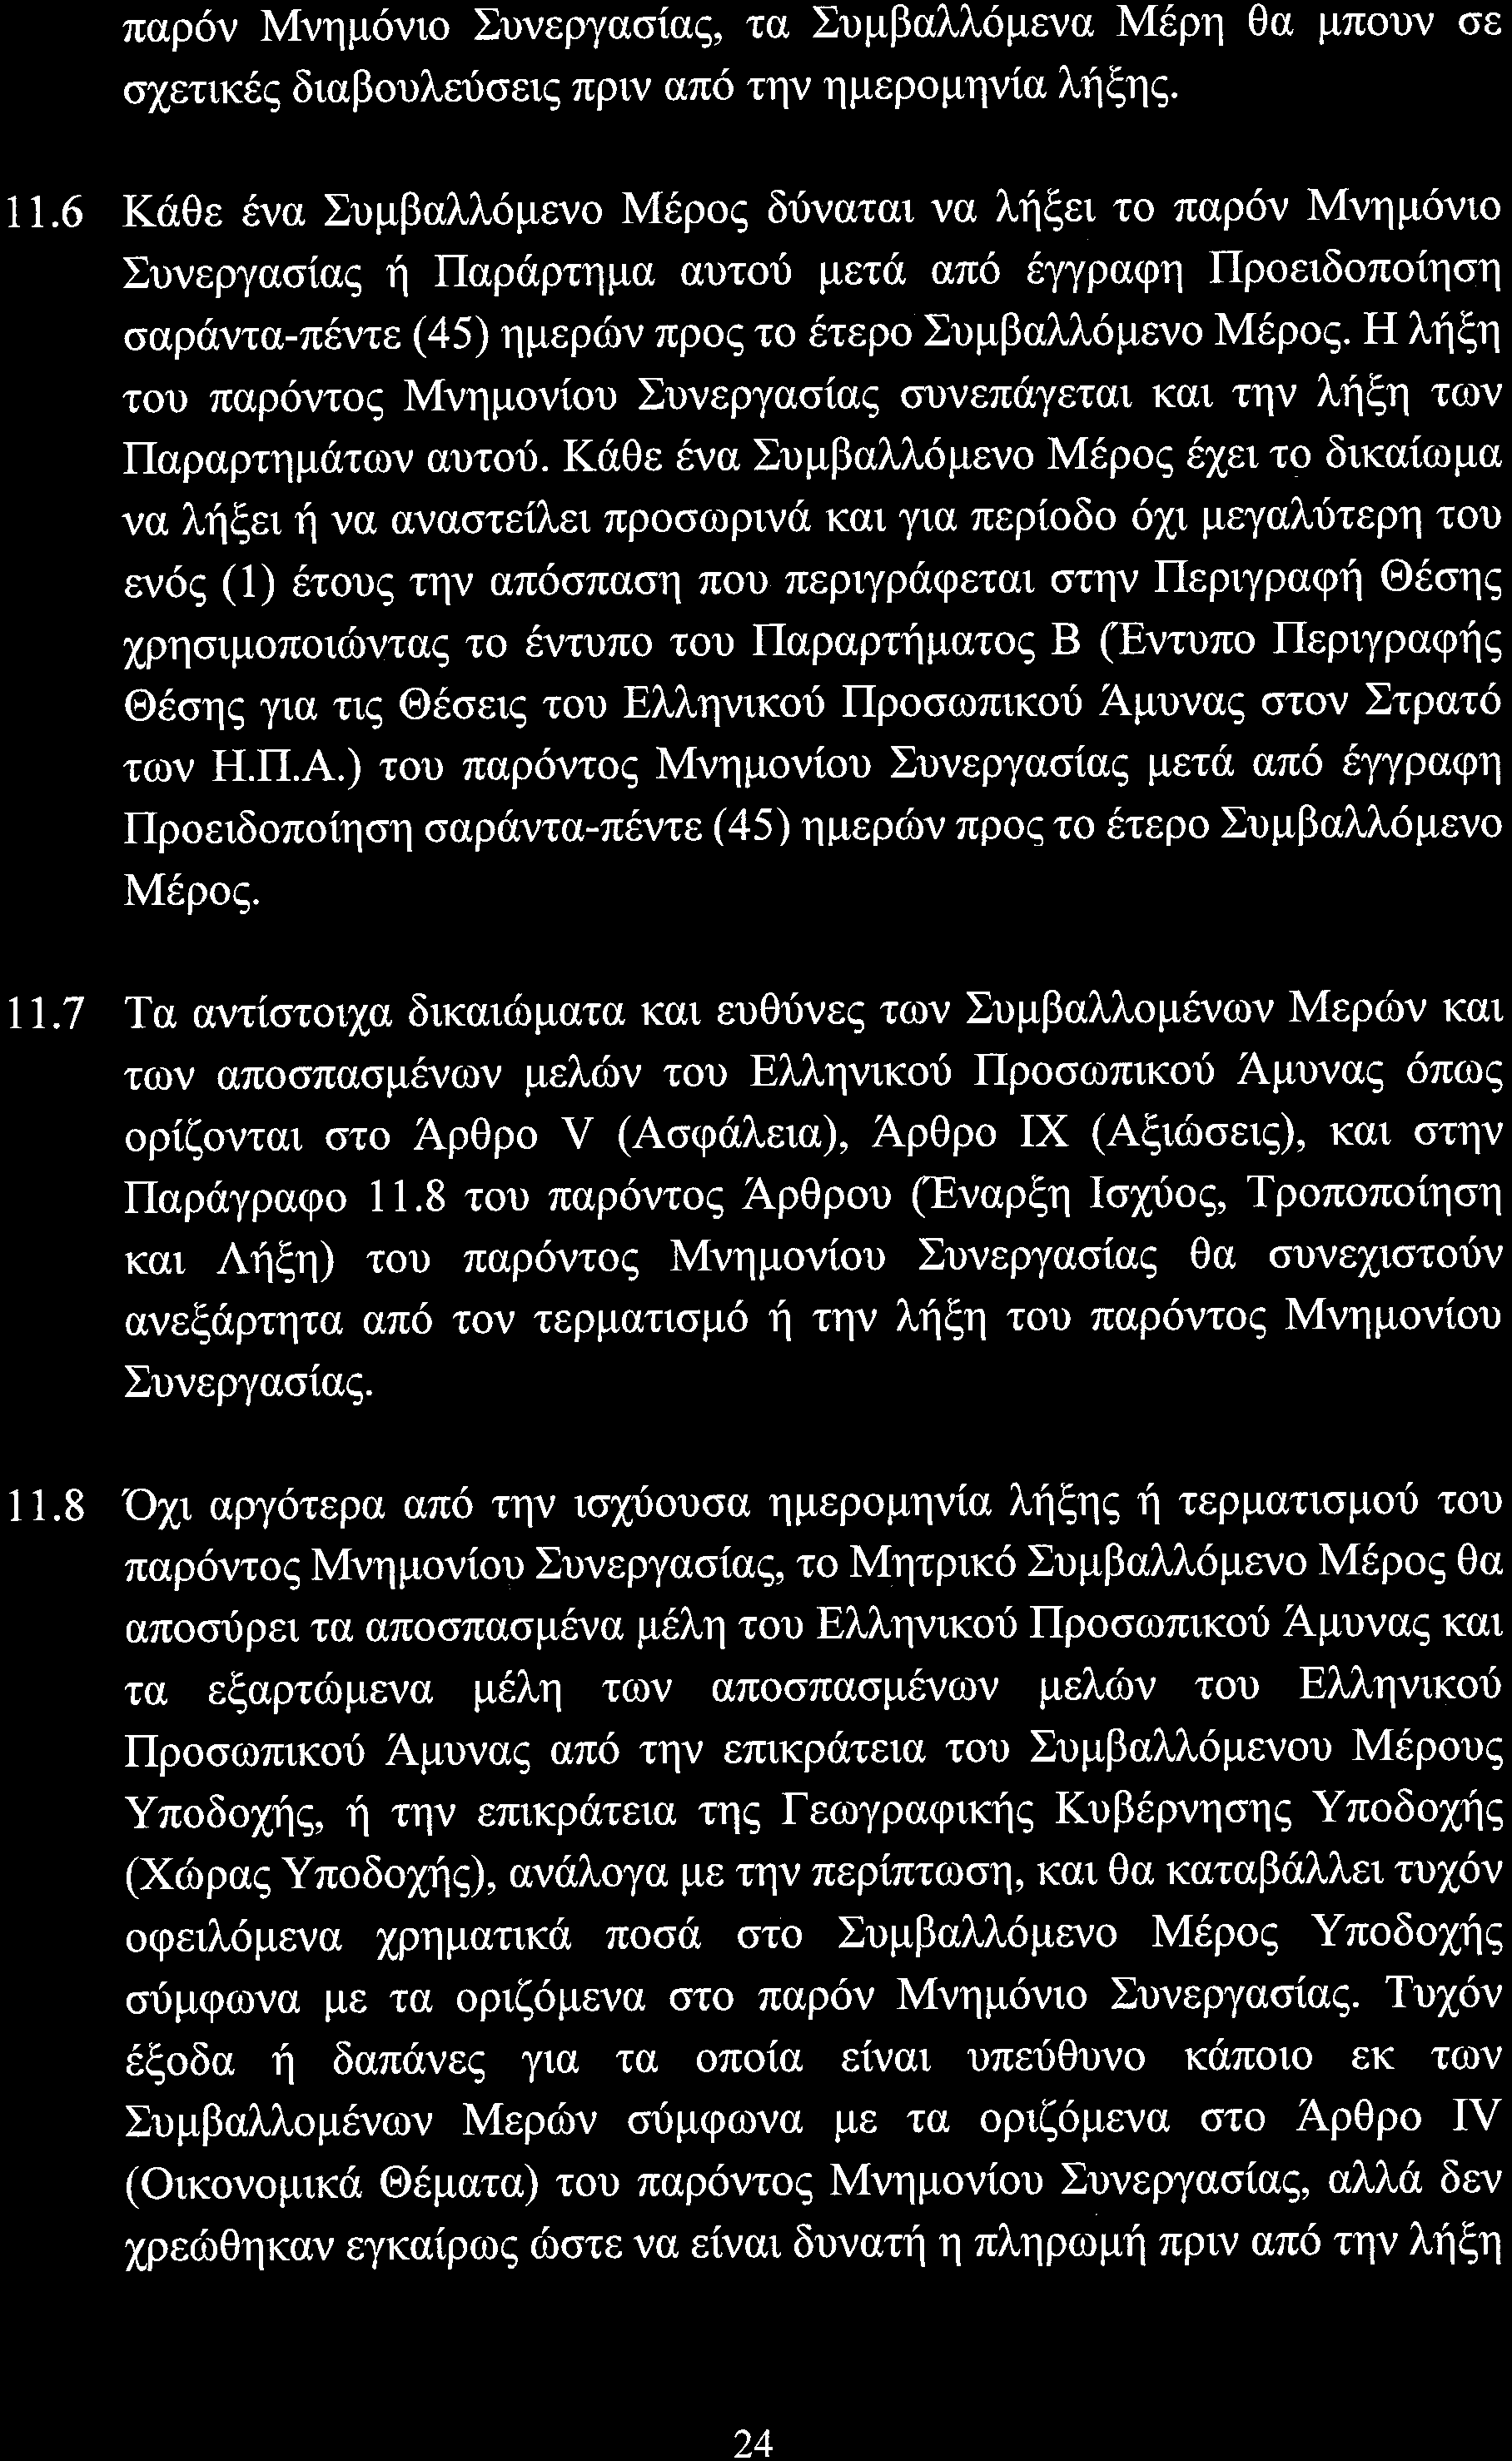 παρόν Μνημόνιο Συνεργασίας, τα Συμβαλλόμενα Μέρη θα μπουν σε
σχετικές διαβουλεύσεις πριν από την ημερομηνία λήξης.
11.6 Κάθε ένα Συμβαλλόμενο Μέρος δύναται να λήξει το παρόν Μνημόνιο
Συνεργασίας ή Παράρτημα αυτού μετά από έγγραφη Προειδοποίηση
σαράντα-πέντε (45) ημερών προς το έτερο Συμβαλλόμενο Μέρος. Η λήξη
του παρόντος Μνημονίου Συνεργασίας συνεπάγεται και την λήξη των
Παραρτημάτων αυτού. Κάθε ένα Συμβαλλόμενο Μέρος έχει το δικαίωμα
να λήξει ή να αναστείλει προσωρινά και για περίοδο όχι μεγαλύτερη του
ενός (1) έτους την απόσπαση που περιγράφεται στην Περιγραφή Θέσης
χρησιμοποιώντας το έντυπο του Παραρτήματος Β (Έντυπο Περιγραφής
Θέσης για τις Θέσεις του Ελληνικού Προσωπικού Άμυνας στον Στρατό
των Η.Π.Α.) του παρόντος Μνημονίου Συνεργασίας μετά από έγγραφη
Προειδοποίηση σαράντα-πέντε (45) ημερών προς το έτερο Συμβαλλόμενο
Μέρος.
11.7 Τα αντίστοιχα δικαιώματα και ευθύνες των Συμβαλλομένων Μερών και
των αποσπασμένων μελών του Ελληνικού Προσωπικού Άμυνας όπως
ορίζονται στο Άρθρο V (Ασφάλεια), Άρθρο IX (Αξιώσεις), και στην
Παράγραφο 11.8 του παρόντος Άρθρου (Έναρξη Ισχύος, Τροποποίηση
και Λήξη) του παρόντος Μνημονίου Συνεργασίας θα συνεχιστούν
ανεξάρτητα από τον τερματισμό ή την λήξη του παρόντος Μνημονίου
Συνεργασίας.
11.8 Όχι αργότερα από την ισχύουσα ημερομηνία λήξης ή τερματισμού του
παρόντος Μνημονίου Συνεργασίας, το Μητρικό Συμβαλλόμενο Μέρος θα
αποσύρει τα αποσπασμένα μέλη του Ελληνικού Προσωπικού Άμυνας και
τα εξαρτώμενα μέλη των αποσπασμένων μελών του Ελληνικού
Προσωπικού Άμυνας από την επικράτεια του Συμβαλλόμενου Μέρους
Υποδοχής, ή την επικράτεια της Γεωγραφικής Κυβέρνησης Υποδοχής
(Χώρας Υποδοχής), ανάλογα με την περίπτωση, και θα καταβάλλει τυχόν
οφειλόμενα χρηματικά ποσά στο Συμβαλλόμενο Μέρος Υποδοχής
σύμφωνα με τα οριζόμενα στο παρόν Μνημόνιο Συνεργασίας. Τυχόν
έξοδα ή δαπάνες για τα οποία είναι υπεύθυνο κάποιο εκ των
Συμβαλλομένων Μερών σύμφωνα με τα οριζόμενα στο Άρθρο IV
(Οικονομικά Θέματα) του παρόντος Μνημονίου Συνεργασίας, αλλά δεν
χρεώθηκαν εγκαίρως ώστε να είναι δυνατή η πληρωμή πριν από την λήξη
24